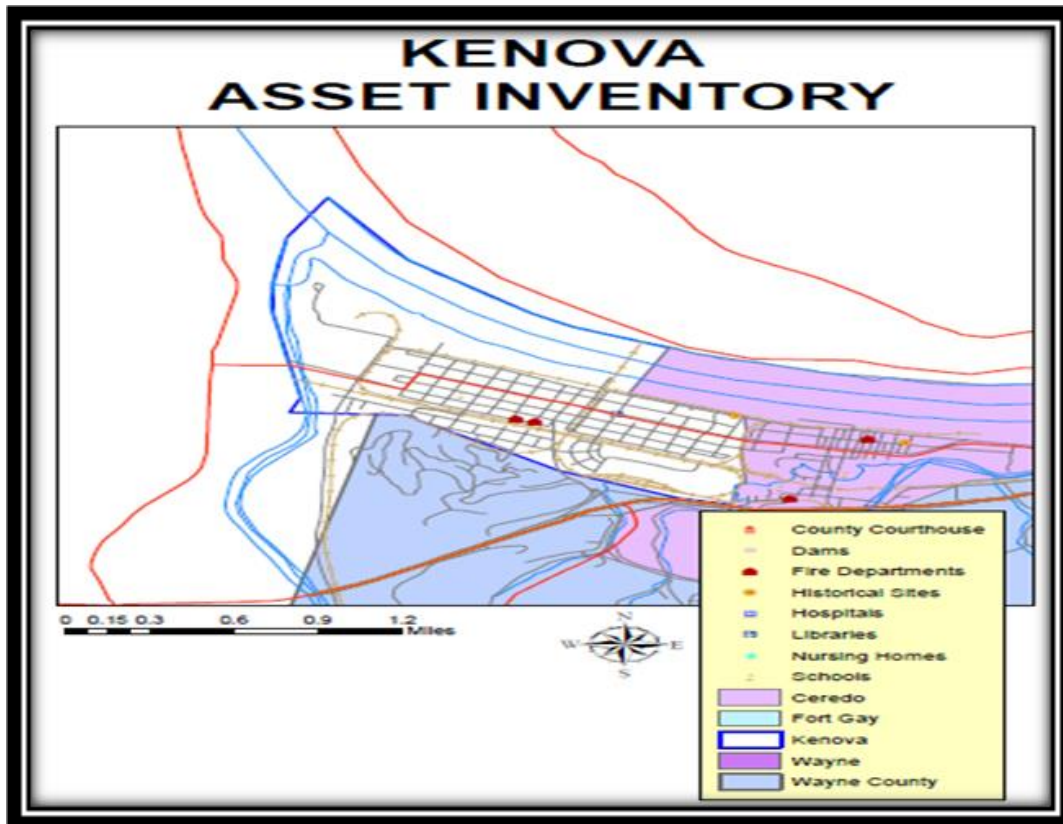 KENOVA
ASSET INVENTORY
0 0.15 0.3 0.6 0.9 1.2
Miles
N
W E
S
County Courthouse
Dams
Fire Departments
Historical Sites
Hospitals
Libraries
Nursing Homes
Schools
Ceredo
Fort Gay
Kenova
Wayne
Wayne County